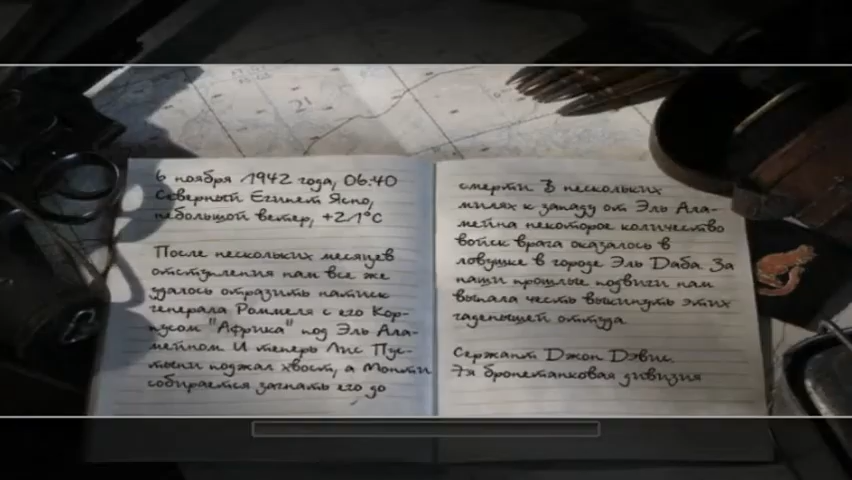 21
6 ноября 1942 года, 06:40
Северный Египет Ясно,
небольшой ветер, +21°C
После нескольких месяцев
отступления нам все же
удалось отразить натиск
генерала Роммеля с его Кор-
пусом "Африка" под Эль Ала-
мейном. И теперь Лис Пус-
тыни поджал хвост, а Монти
собирается загнать его до
смерти В нескольких
милях к западу от Эль Ала-
мейна некоторое количество
войск врага оказалось в
ловушке в городе Эль Даба. За
наши прошлые подвиги нам
выпала честь выкинуть этих
гаденышей оттуда
Сержант Джон Дэвис.
7я бронетанковая дивизия